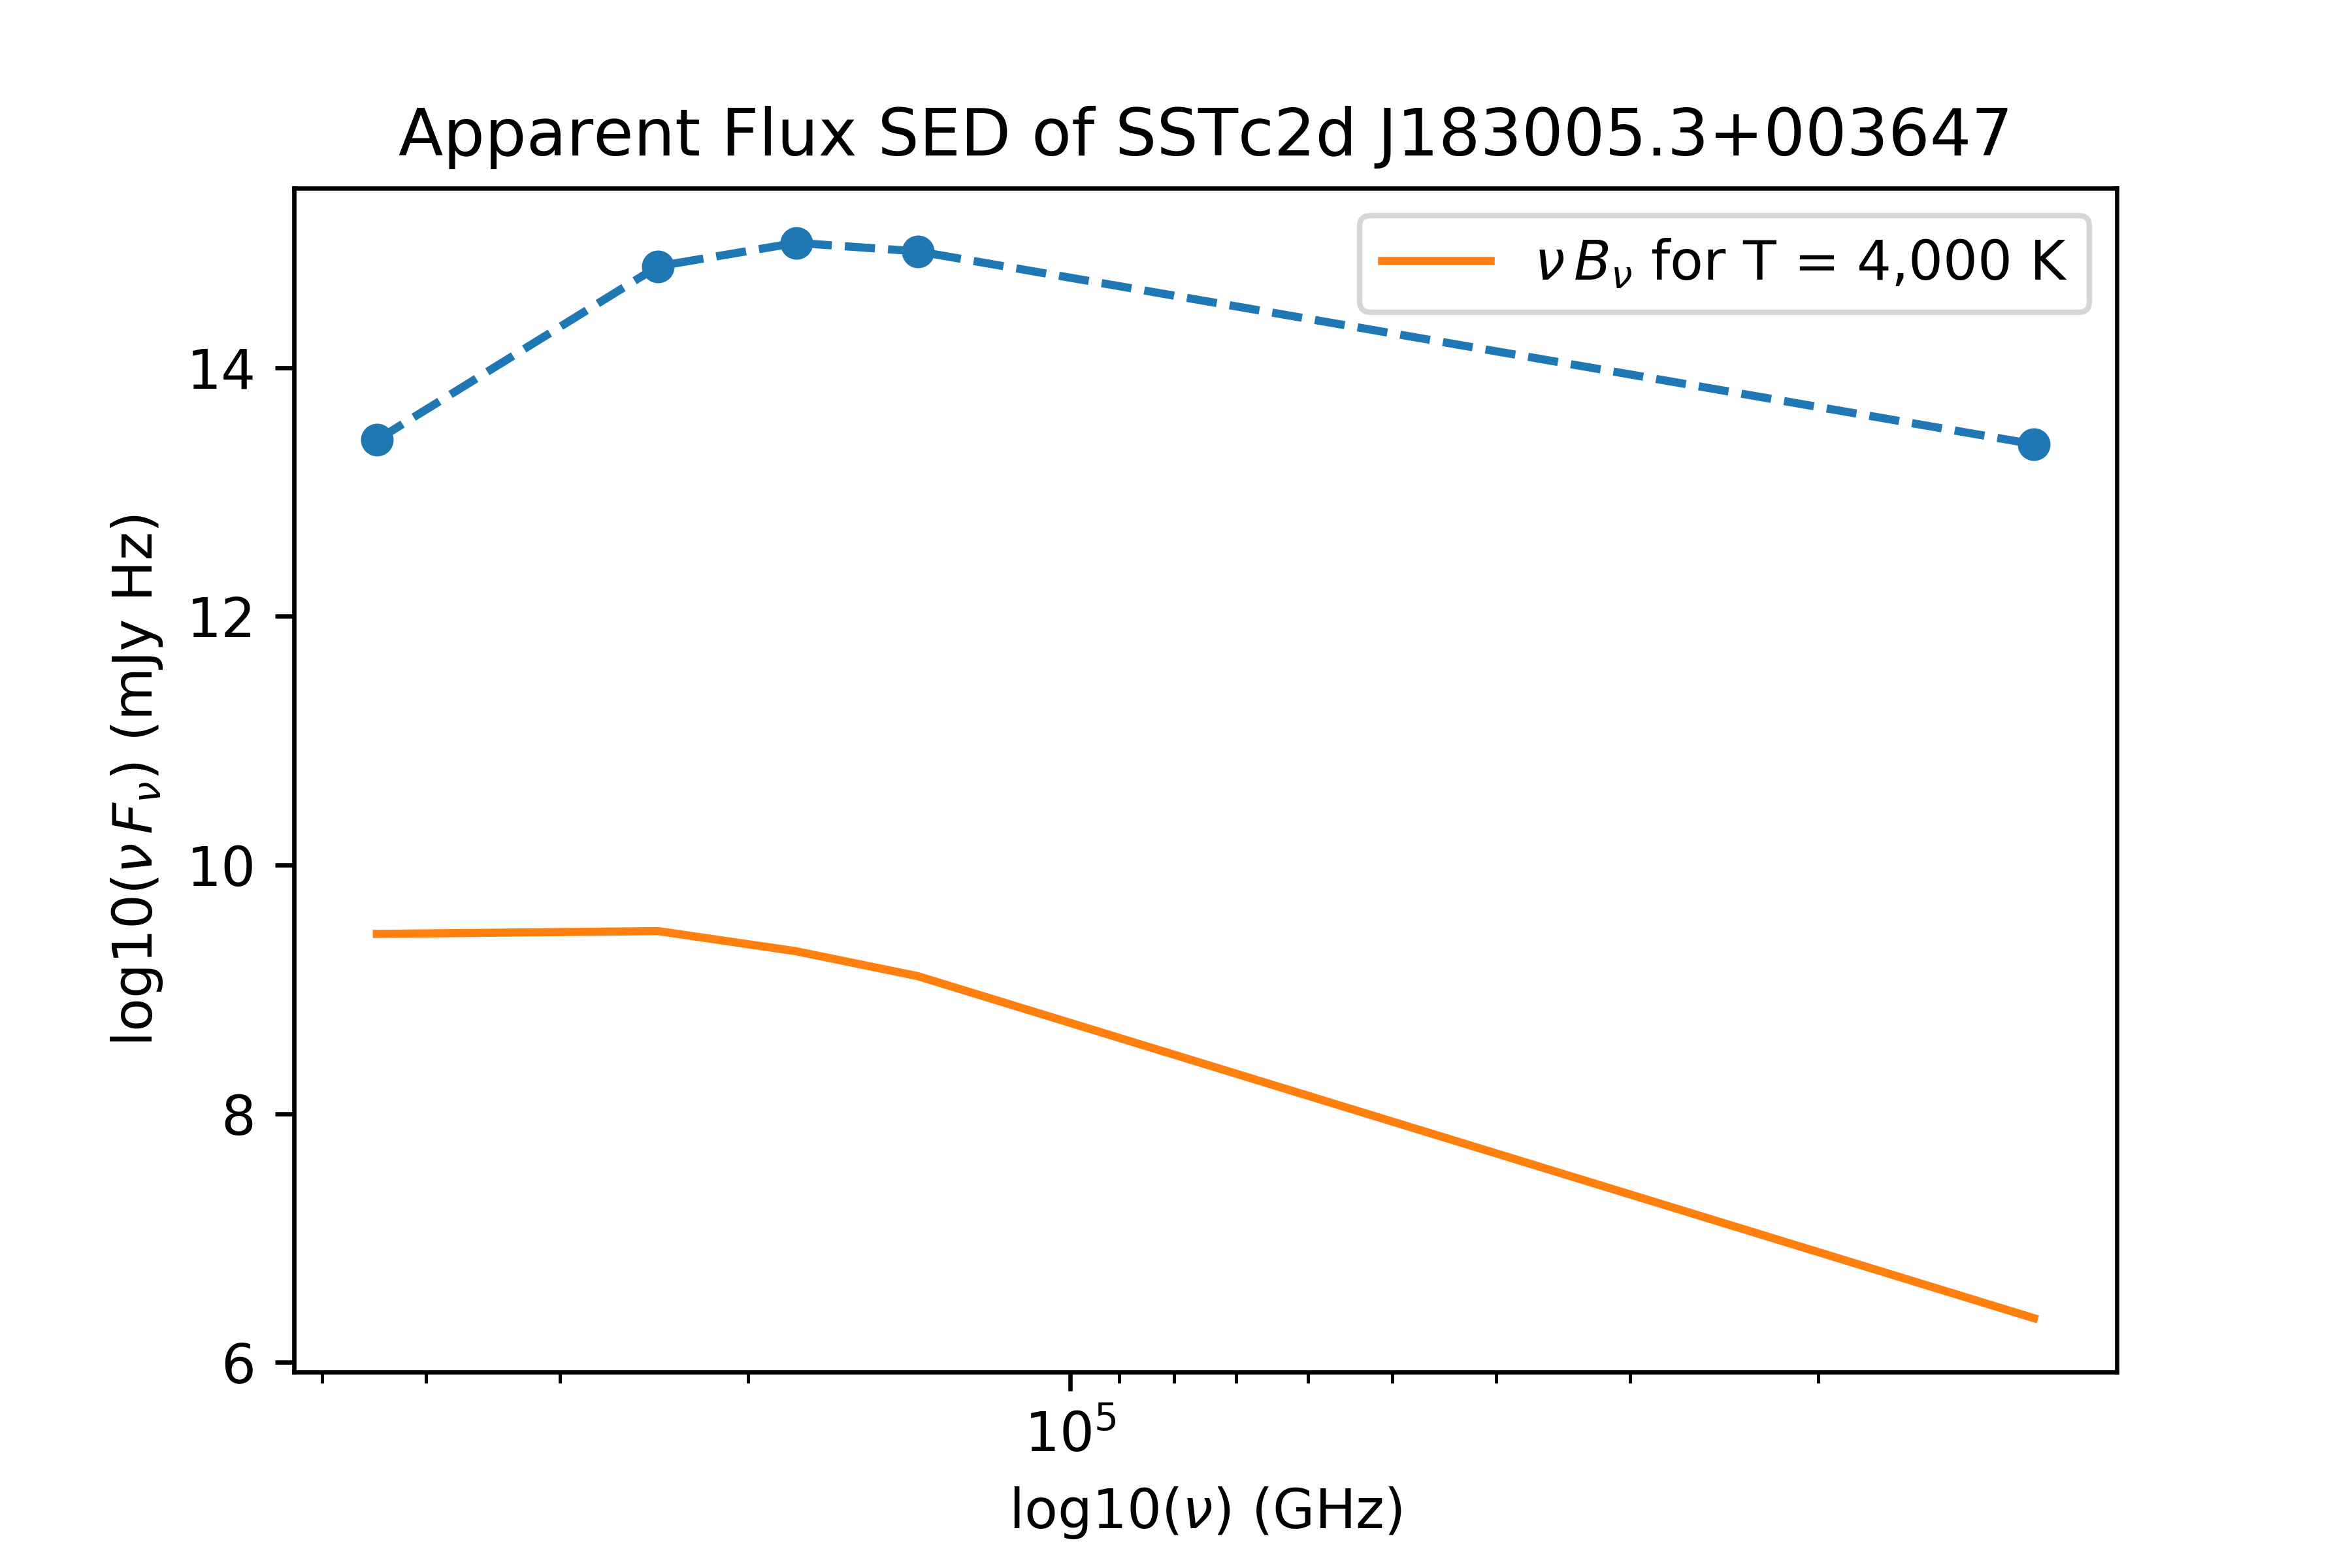 Apparent Flux SED of SSTc2d J183005.3+003647
νBν for T = 4,000 K
log10(νFν) (mJy Hz)
14
12
10
8
6
10⁵
log10(ν) (GHz)